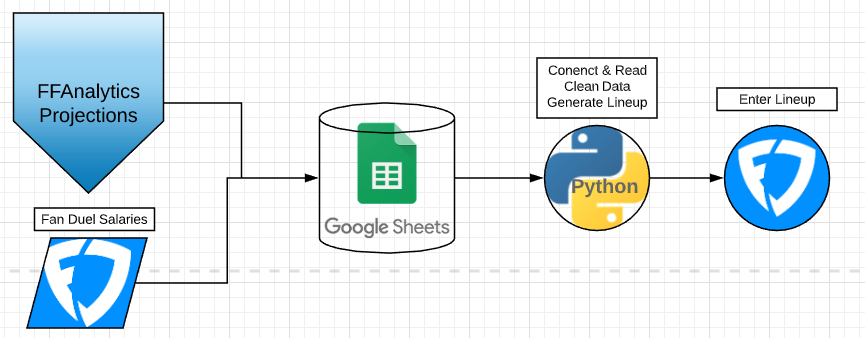 FFAnalytics
Projections
Fan Duel Salaries
Google Sheets
Conenct & Read
Clean Data
Generate Lineup
Python
Enter Lineup